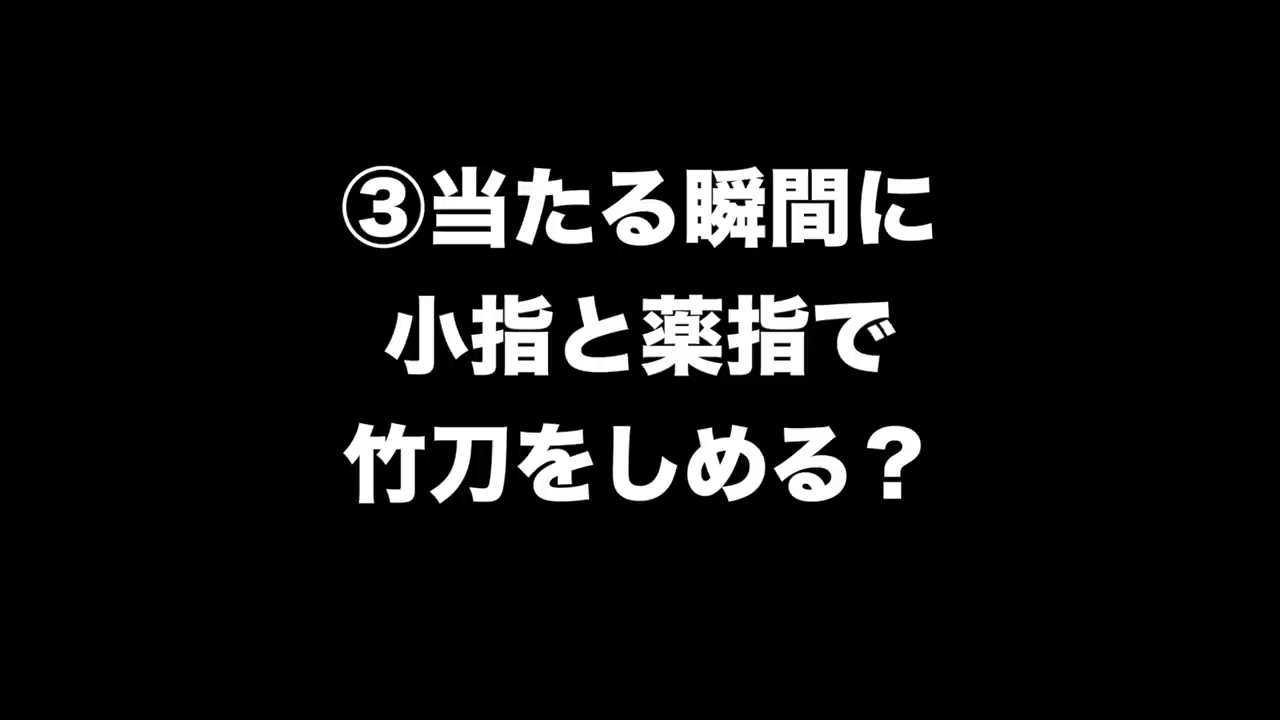 ③当たる瞬間に
小指と薬指で
竹刀をしめる？